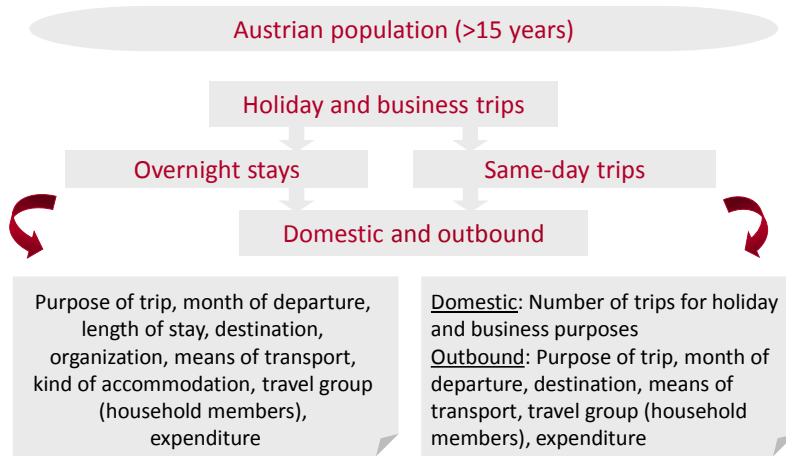 Austrian population (>15 years)
Holiday and business trips
Overnight stays
Same-day trips
Domestic and outbound
Purpose of trip, month of departure,
length of stay, destination,
organization, means of transport,
kind of accommodation, travel group
(household members),
expenditure
Domestic: Number of trips for holiday
and business purposes
Outbound: Purpose of trip, month of
departure, destination, means of
transport, travel group (household
members), expenditure